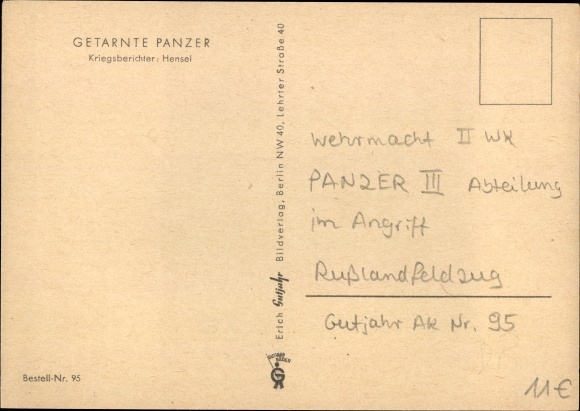 GETARNTE PANZER
Kriegsberichter: Hensel
Bestell-Nr. 95
Erich Gutjahr Bildverlag, Berlin NW 40, Lehrter Straße 40
Wehrmacht II WK
PANZER III Abteilung
im Angriff
Rußlandfeldzug
Gutjahr AK Nr. 95
11€